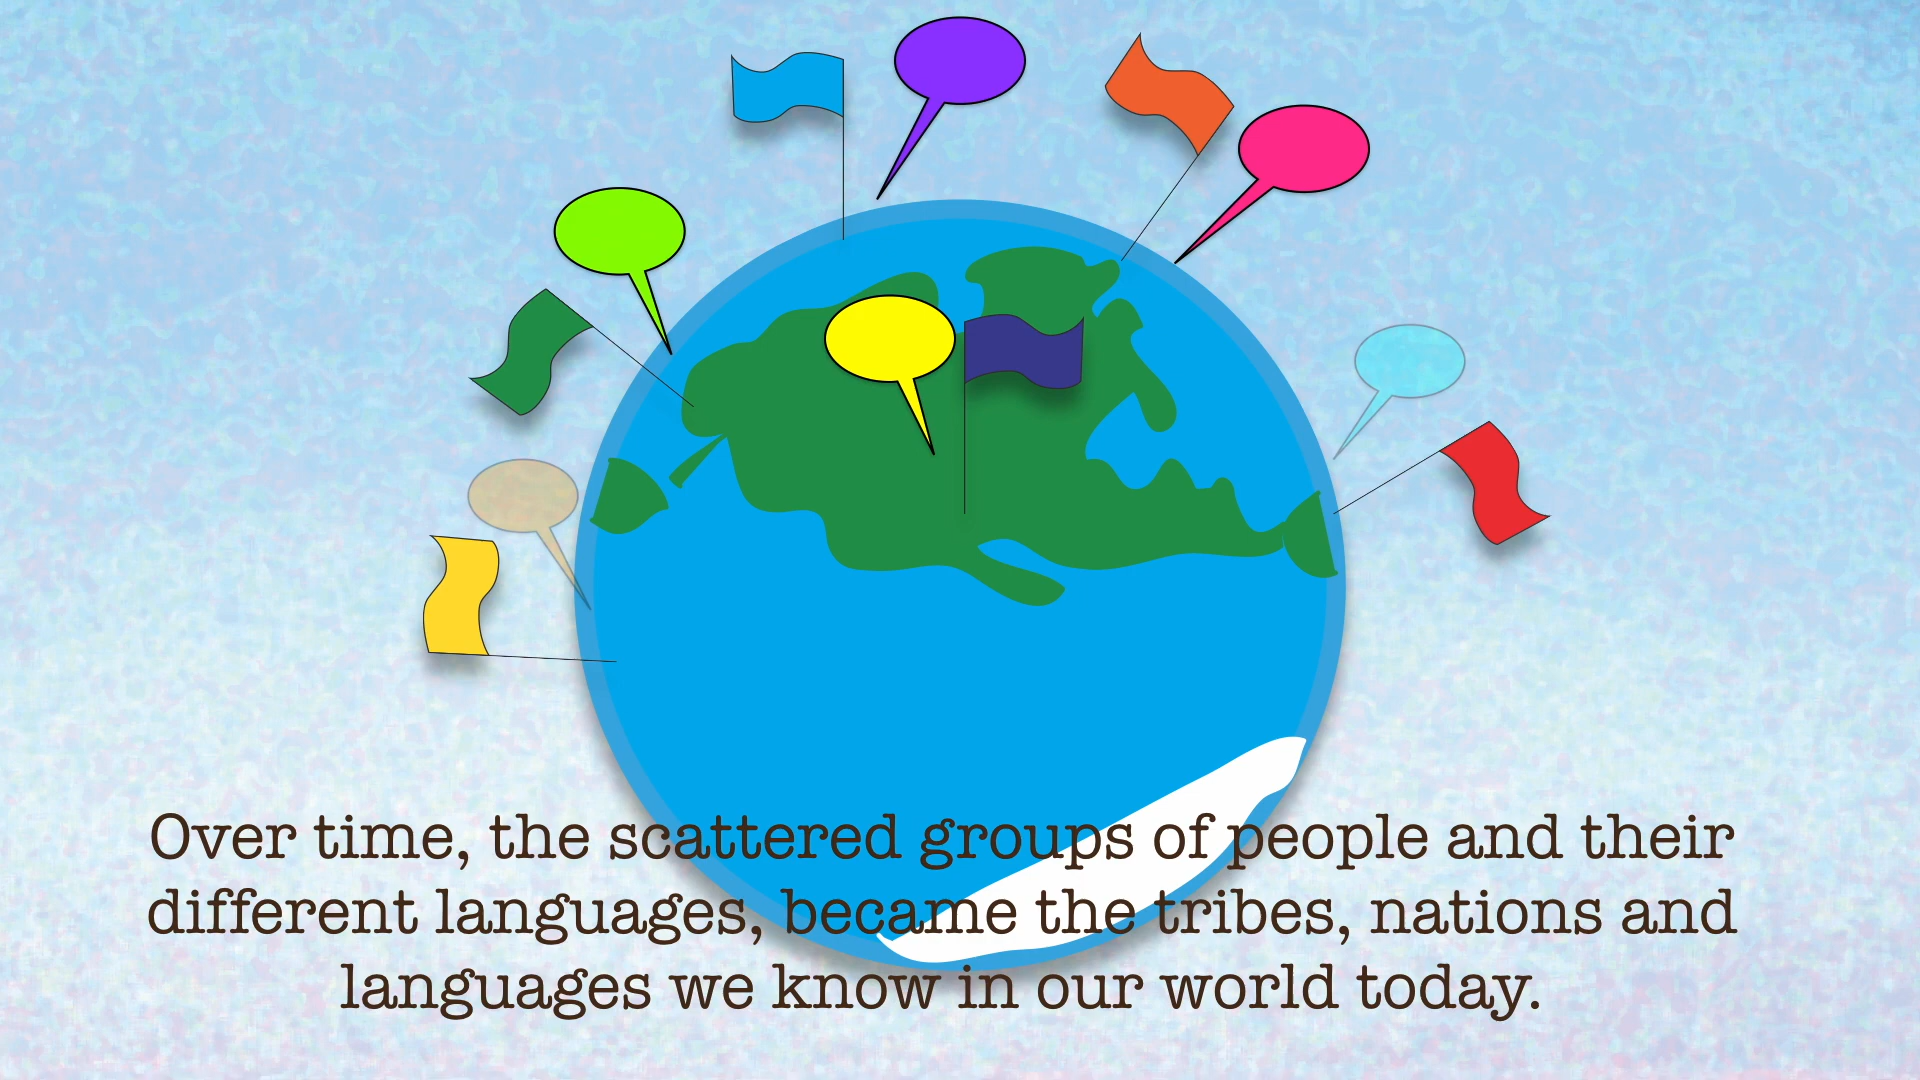 Over time, the scattered groups of people and their
different languages, became the tribes, nations and
languages we know in our world today.